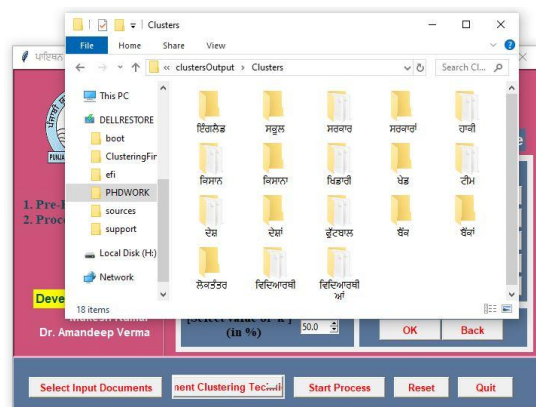 Clusters
File Home Share View
« clustersOutput › Clusters
Search Cl...
This PC
DELLRESTORE
boot
ClusteringFir
efi
PHDWORK
sources
support
Local Disk (H:)
Network
ਇੰਗਲੈਂਡ ਸਕੂਲ ਸਰਕਾਰ ਸਰਕਾਰਾਂ ਹਾਕੀ
ਕਿਸਾਨ ਕਿਸਾਨਾਂ ਖਿਡਾਰੀ ਖੇਡ ਟੀਮ
ਦੇਸ਼ ਦੇਸ਼ਾਂ ਫੁੱਟਬਾਲ ਬੈਂਕ ਬੈਂਕਾਂ
ਲੋਕਤੰਤਰ ਵਿਦਿਆਰਥੀ ਵਿਦਿਆਰਥੀ
ਆਂ
18 items
1. Pre-
2. Proce
Deve
Dr. Amandeep Verma
(in %)
50.0
OK Back
Select Input Documents
nent Clustering Techni
Start Process
Reset
Quit